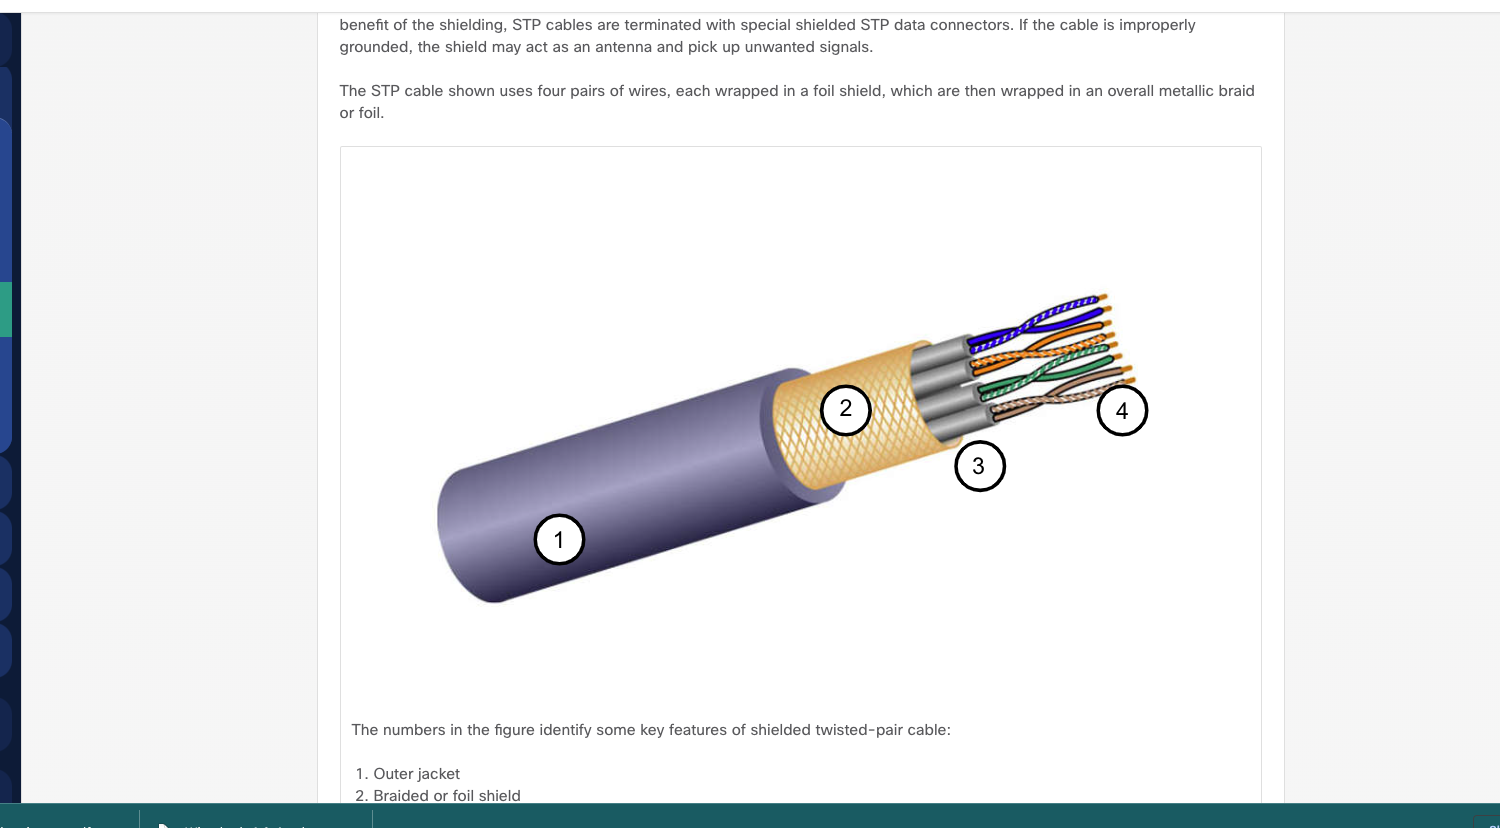 benefit of the shielding, STP cables are terminated with special shielded STP data connectors. If the cable is improperly
grounded, the shield may act as an antenna and pick up unwanted signals.
The STP cable shown uses four pairs of wires, each wrapped in a foil shield, which are then wrapped in an overall metallic braid
or foil.
2
4
3
1
The numbers in the figure identify some key features of shielded twisted-pair cable:
1. Outer jacket
2. Braided or foil shield